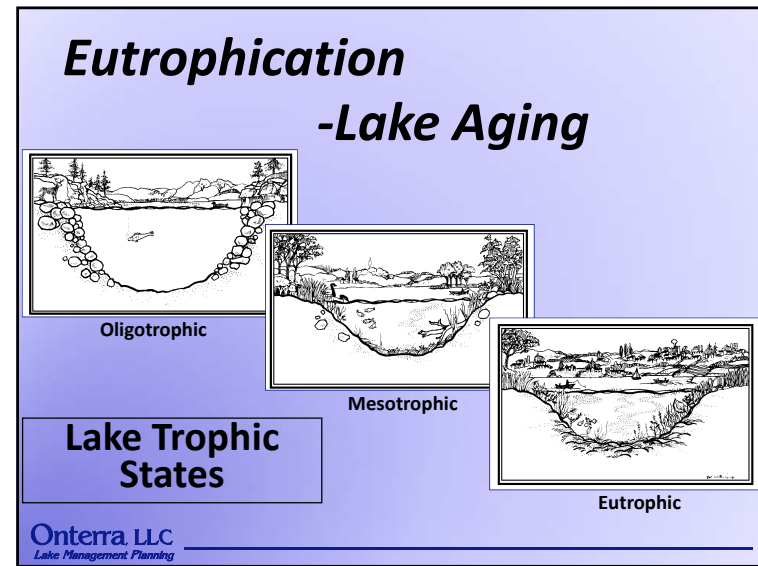 Eutrophication
-Lake Aging
Oligotrophic
Mesotrophic
Eutrophic
Lake Trophic
States
Onterra, LLC
Lake Management Planning